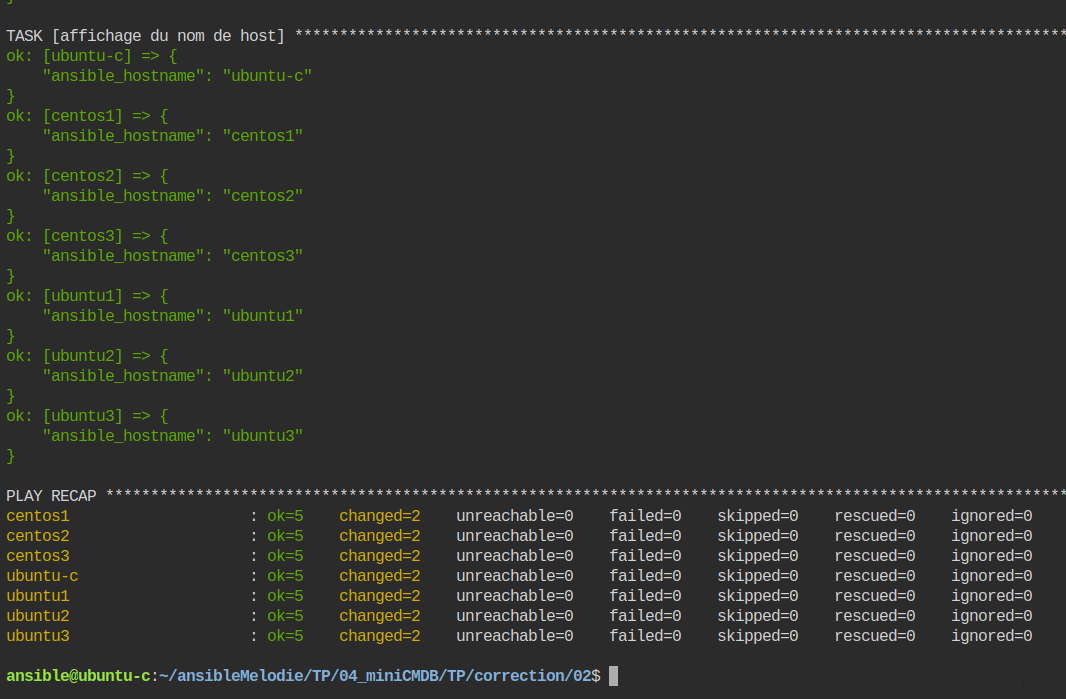 }
TASK [affichage du nom de host] **************************************************************************************
ok: [ubuntu-c] => {
    "ansible_hostname": "ubuntu-c"
}
ok: [centos1] => {
    "ansible_hostname": "centos1"
}
ok: [centos2] => {
    "ansible_hostname": "centos2"
}
ok: [centos3] => {
    "ansible_hostname": "centos3"
}
ok: [ubuntu1] => {
    "ansible_hostname": "ubuntu1"
}
ok: [ubuntu2] => {
    "ansible_hostname": "ubuntu2"
}
ok: [ubuntu3] => {
    "ansible_hostname": "ubuntu3"
}
PLAY RECAP ***********************************************************************************************************
centos1                    : ok=5    changed=2    unreachable=0    failed=0    skipped=0    rescued=0    ignored=0
centos2                    : ok=5    changed=2    unreachable=0    failed=0    skipped=0    rescued=0    ignored=0
centos3                    : ok=5    changed=2    unreachable=0    failed=0    skipped=0    rescued=0    ignored=0
ubuntu-c                   : ok=5    changed=2    unreachable=0    failed=0    skipped=0    rescued=0    ignored=0
ubuntu1                    : ok=5    changed=2    unreachable=0    failed=0    skipped=0    rescued=0    ignored=0
ubuntu2                    : ok=5    changed=2    unreachable=0    failed=0    skipped=0    rescued=0    ignored=0
ubuntu3                    : ok=5    changed=2    unreachable=0    failed=0    skipped=0    rescued=0    ignored=0
ansible@ubuntu-c:~/ansibleMelodie/TP/04_miniCMDB/TP/correction/02$